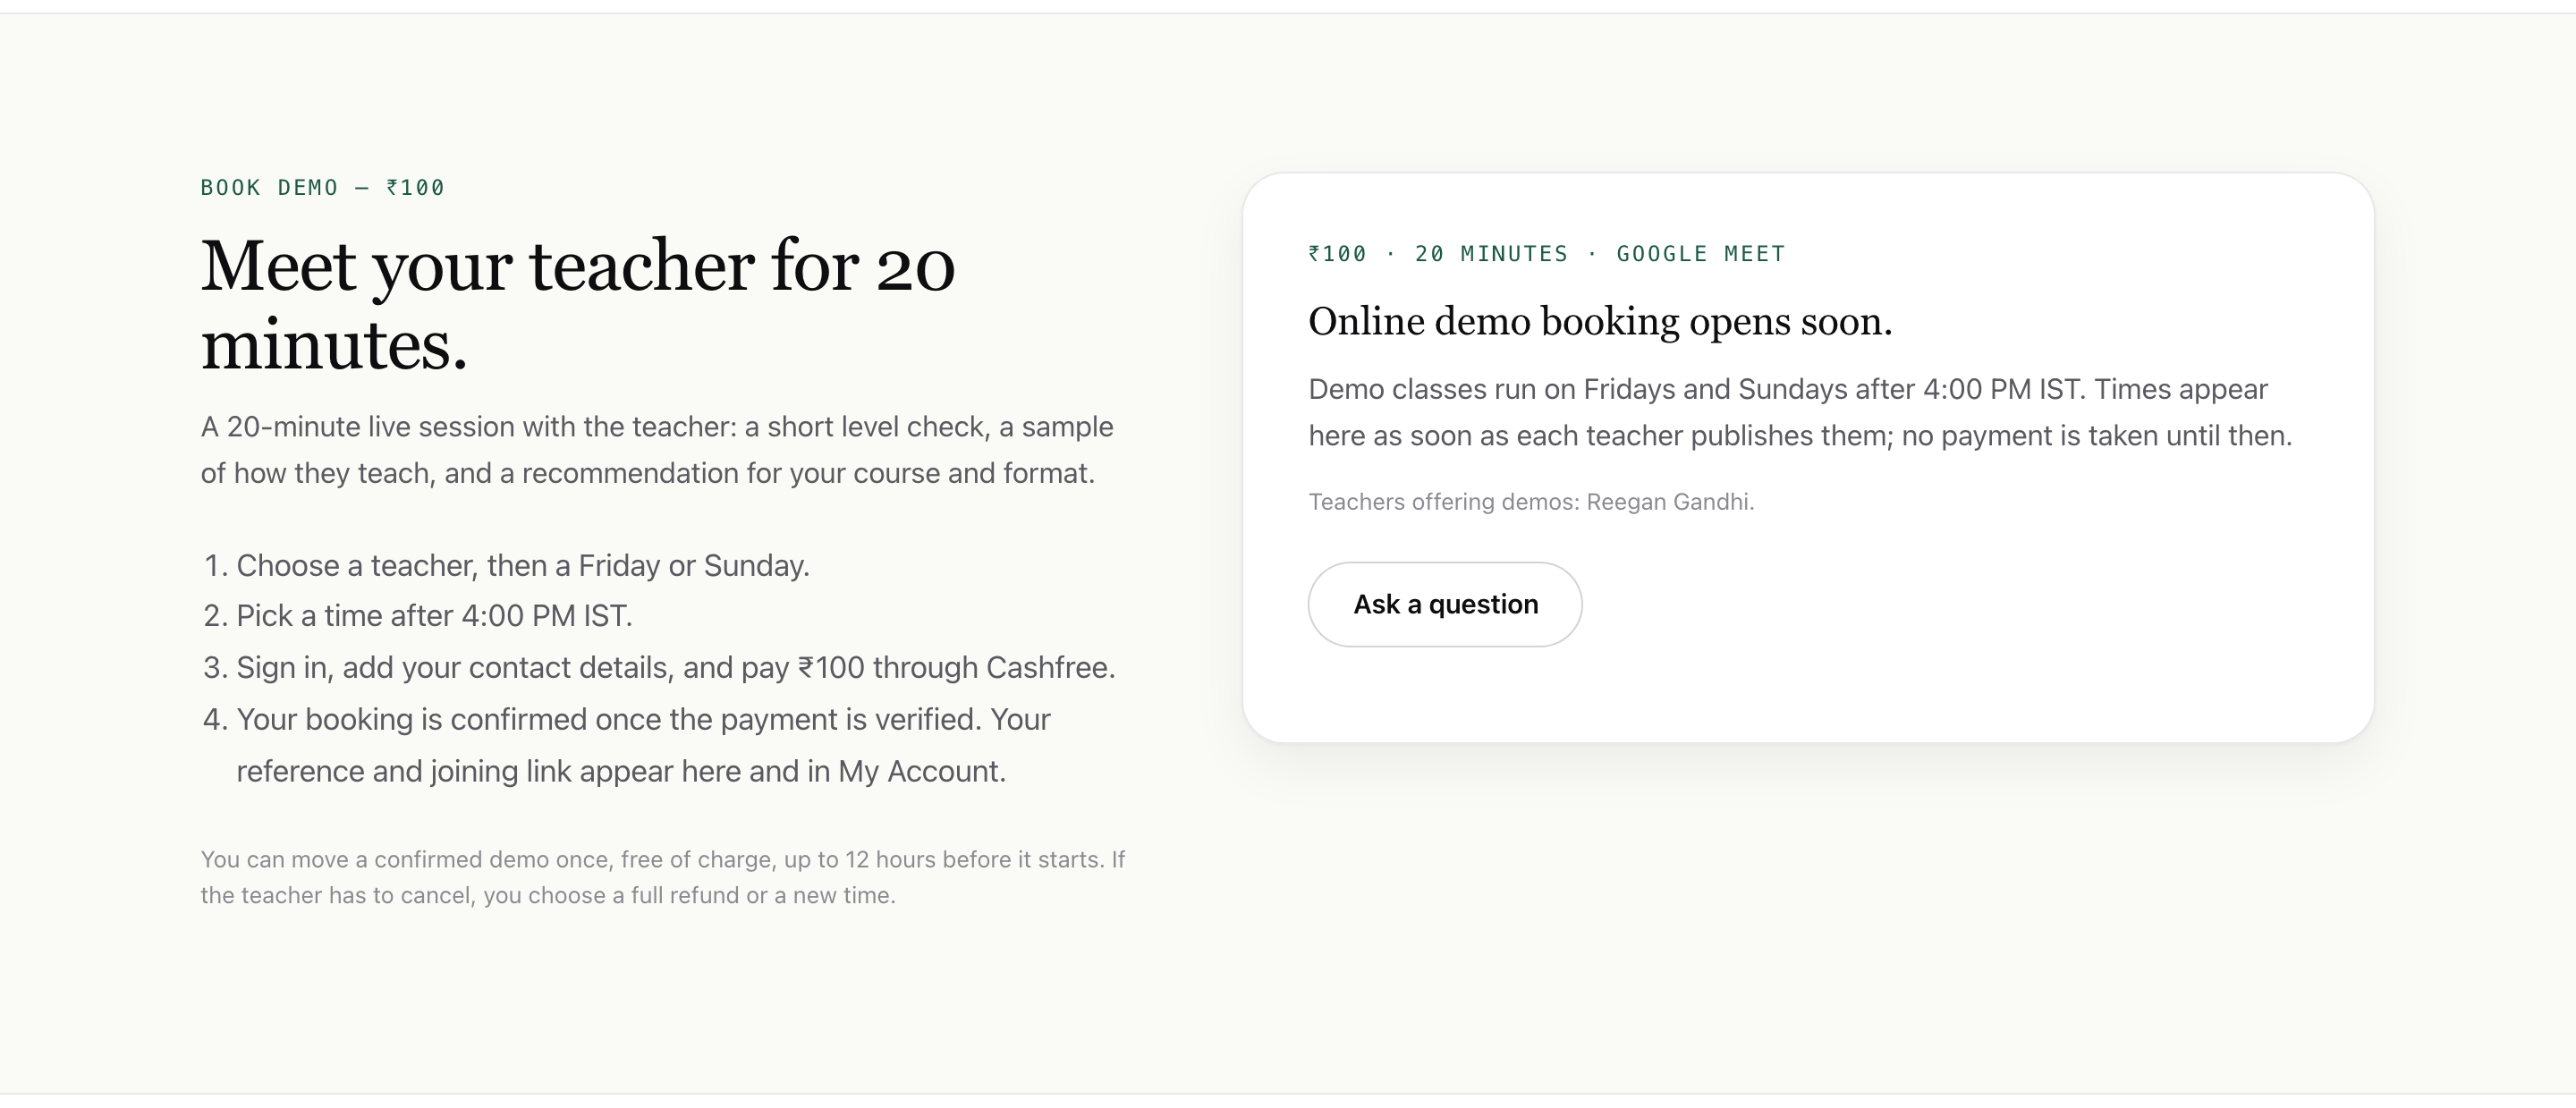 BOOK DEMO — ₹100
Meet your teacher for 20
minutes.
A 20-minute live session with the teacher: a short level check, a sample
of how they teach, and a recommendation for your course and format.
1. Choose a teacher, then a Friday or Sunday.
2. Pick a time after 4:00 PM IST.
3. Sign in, add your contact details, and pay ₹100 through Cashfree.
4. Your booking is confirmed once the payment is verified. Your
reference and joining link appear here and in My Account.
You can move a confirmed demo once, free of charge, up to 12 hours before it starts. If
the teacher has to cancel, you choose a full refund or a new time.
₹100 · 20 MINUTES · GOOGLE MEET
Online demo booking opens soon.
Demo classes run on Fridays and Sundays after 4:00 PM IST. Times appear
here as soon as each teacher publishes them; no payment is taken until then.
Teachers offering demos: Reegan Gandhi.
Ask a question